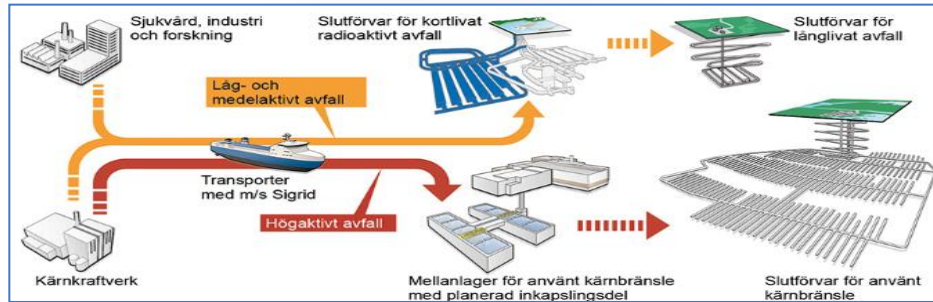 Sjukvård, industri
och forskning
Slutförvar för kortlivat
radioaktivt avfall
Slutförvar för
långlivat avfall
Låg- och
medelaktivt avfall
Transporter
med m/s Sigrid
Högaktivt avfall
Kärnkraftverk
Mellanlager för använt kärnbränsle
med planerad inkapslingsdel
Slutförvar för använt
kärnbränsle